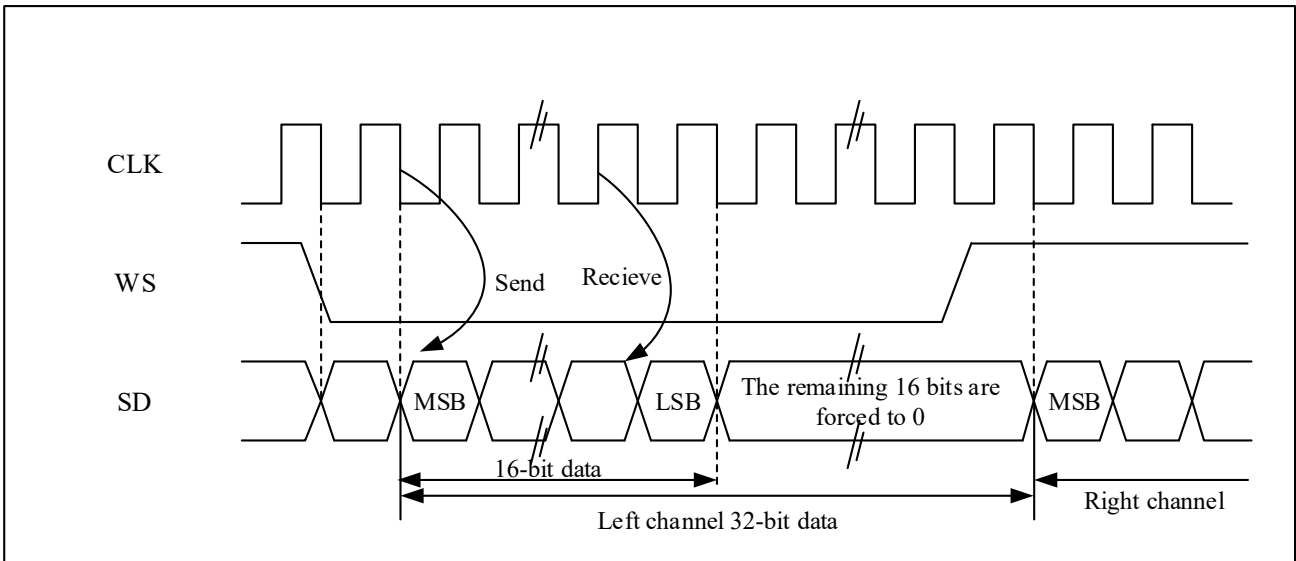 CLK
WS
Send
Recieve
SD
MSB
LSB
The remaining 16 bits are
forced to 0
MSB
16-bit data
Left channel 32-bit data
Right channel